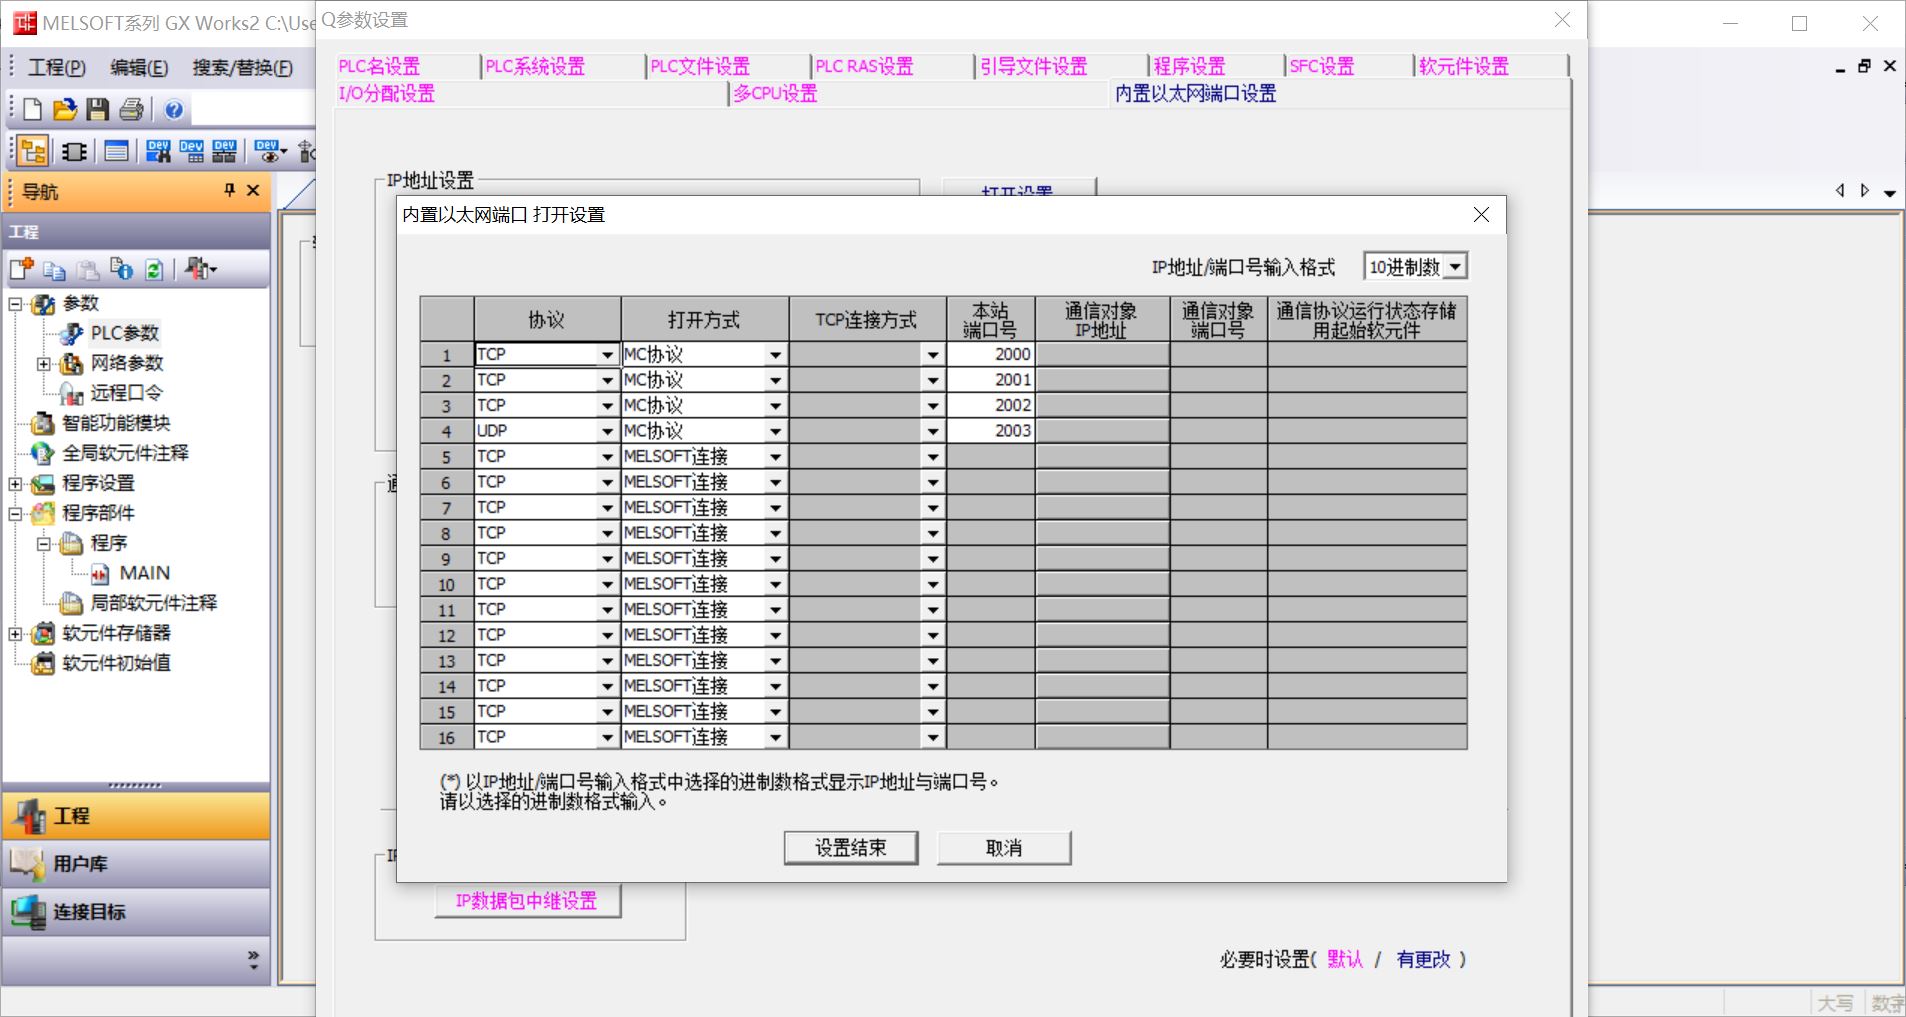 MELSOFT系列 GX Works2 C:\Use
Q参数设置
工程(P) 编辑(E) 搜索/替换(F)
PLC名设置 PLC系统设置 PLC文件设置 PLC RAS设置 引导文件设置 程序设置 SFC设置 软元件设置
I/O分配设置 多CPU设置 内置以太网端口设置
导航
工程
参数
PLC参数
网络参数
远程口令
智能功能模块
全局软元件注释
程序设置
程序部件
程序
MAIN
局部软元件注释
软元件存储器
软元件初始值
工程
用户库
连接目标
IP地址设置
打开设置
内置以太网端口 打开设置
IP地址/端口号输入格式 10进制数
协议 打开方式 TCP连接方式 本站端口号 通信对象IP地址 通信对象端口号 通信协议运行状态存储用起始软元件
1 TCP MC协议 2000
2 TCP MC协议 2001
3 TCP MC协议 2002
4 UDP MC协议 2003
5 TCP MELSOFT连接
6 TCP MELSOFT连接
7 TCP MELSOFT连接
8 TCP MELSOFT连接
9 TCP MELSOFT连接
10 TCP MELSOFT连接
11 TCP MELSOFT连接
12 TCP MELSOFT连接
13 TCP MELSOFT连接
14 TCP MELSOFT连接
15 TCP MELSOFT连接
16 TCP MELSOFT连接
(*) 以IP地址/端口号输入格式中选择的进制数格式显示IP地址与端口号。
请以选择的进制数格式输入。
设置结束 取消
IP数据包中继设置
必要时设置( 默认 / 有更改 )
大写 数字